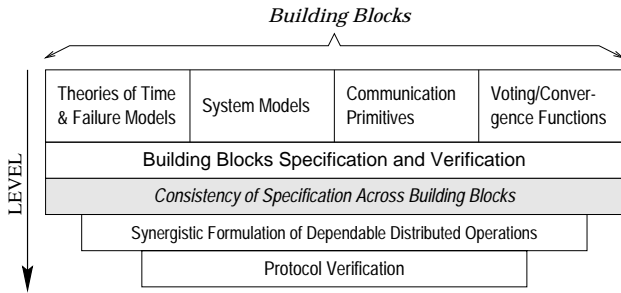 Building Blocks
Theories of Time
& Failure Models
System Models
Communication
Primitives
Voting/Conver-
gence Functions
Building Blocks Specification and Verification
Consistency of Specification Across Building Blocks
Synergistic Formulation of Dependable Distributed Operations
Protocol Verification
LEVEL